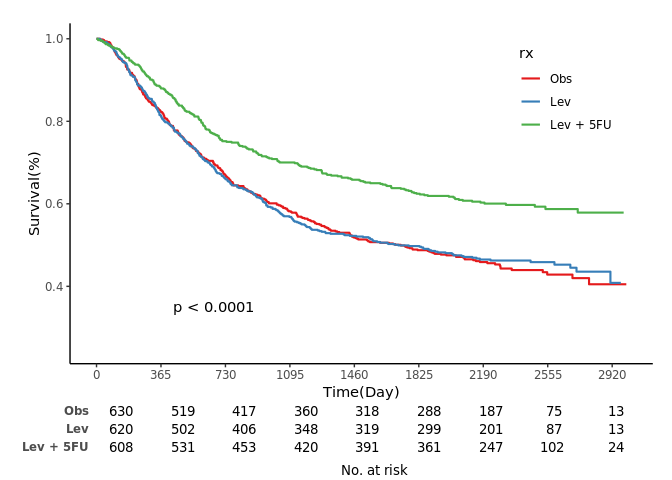 rx
Obs
Lev
Lev + 5FU
Survival(%)
1.0
0.8
0.6
0.4
p < 0.0001
0 365 730 1095 1460 1825 2190 2555 2920
Time(Day)
Obs 630 519 417 360 318 288 187 75 13
Lev 620 502 406 348 319 299 201 87 13
Lev + 5FU 608 531 453 420 391 361 247 102 24
No. at risk